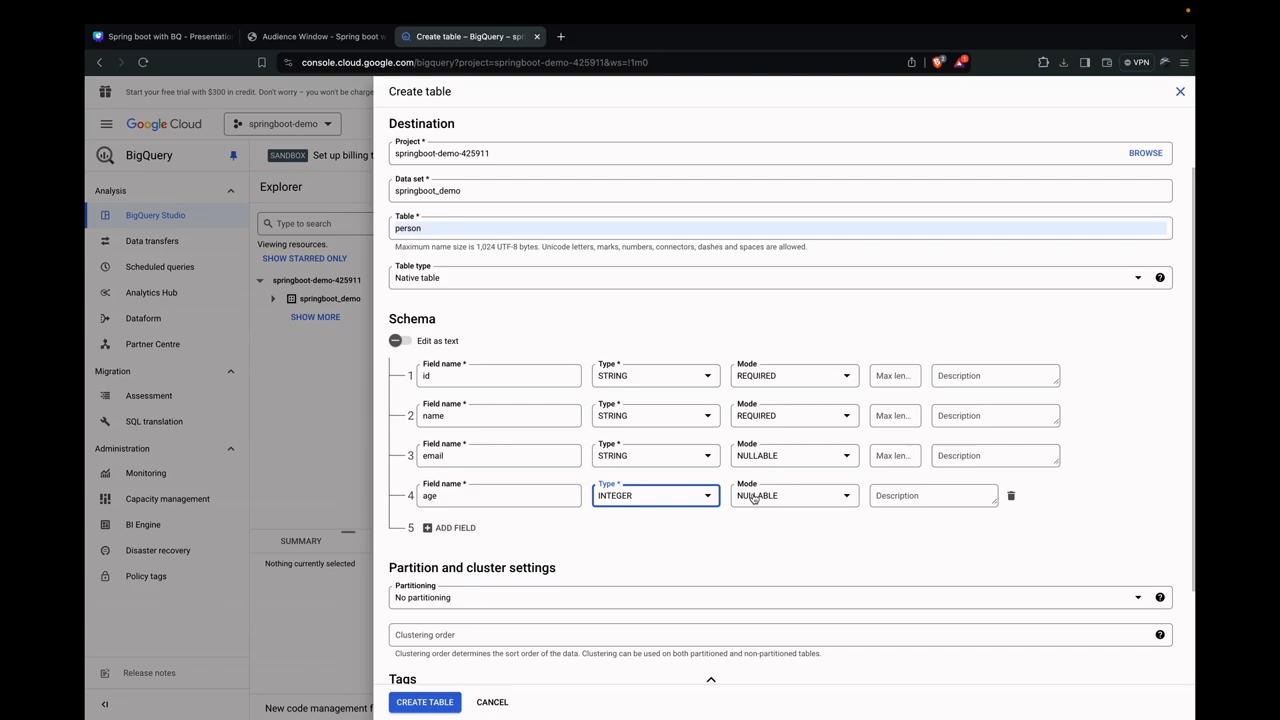 Spring boot with BQ - Presentatio
Audience Window - Spring boot w
Create table – BigQuery – spri
console.cloud.google.com/bigquery?project=springboot-demo-425911&ws=!1m0
VPN
Start your free trial with $300 in credit. Don't worry – you won't be charge
Google Cloud
springboot-demo
BigQuery
SANDBOX
Set up billing t
Analysis
BigQuery Studio
Data transfers
Scheduled queries
Analytics Hub
Dataform
Partner Centre
Migration
Assessment
SQL translation
Administration
Monitoring
Capacity management
BI Engine
Disaster recovery
Policy tags
Release notes
Explorer
Type to search
Viewing resources.
SHOW STARRED ONLY
springboot-demo-425911
springboot_demo
SHOW MORE
SUMMARY
Nothing currently selected
New code management f
Create table
Destination
Project *
springboot-demo-425911
BROWSE
Data set *
springboot_demo
Table *
person
Maximum name size is 1,024 UTF-8 bytes. Unicode letters, marks, numbers, connectors, dashes and spaces are allowed.
Table type
Native table
Schema
Edit as text
Field name * Type * Mode
1 id STRING REQUIRED Max len... Description
Field name * Type * Mode
2 name STRING REQUIRED Max len... Description
Field name * Type * Mode
3 email STRING NULLABLE Max len... Description
Field name * Type * Mode
4 age INTEGER NULLABLE Description
5 ADD FIELD
Partition and cluster settings
Partitioning
No partitioning
Clustering order
Clustering order determines the sort order of the data. Clustering can be used on both partitioned and non-partitioned tables.
Tags
CREATE TABLE
CANCEL